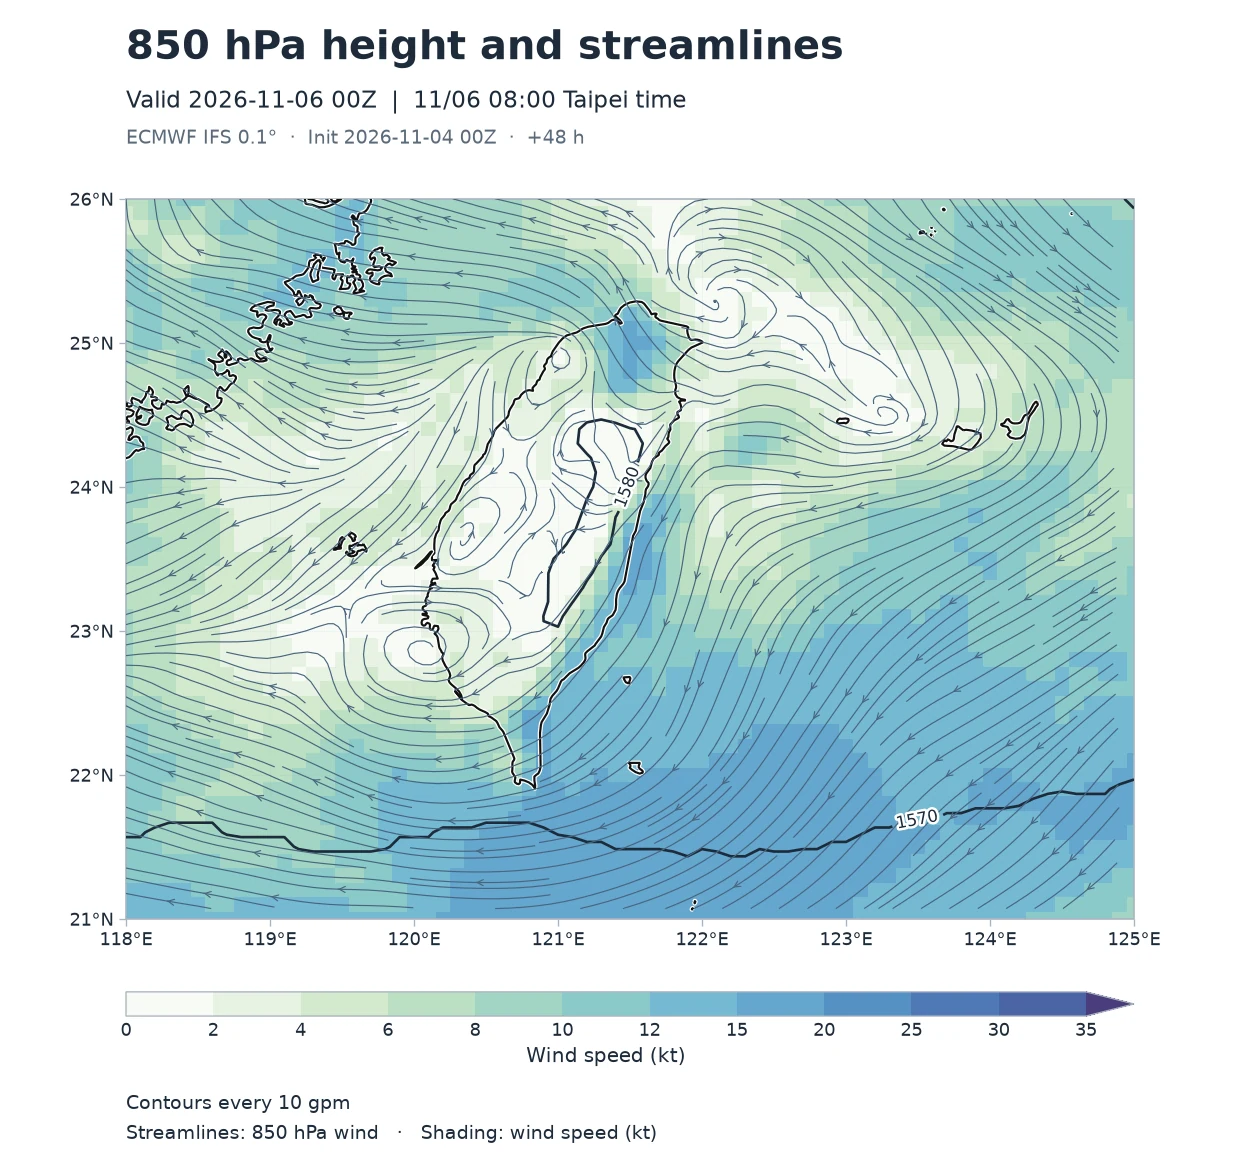 850 hPa height and streamlines
Valid 2026-11-06 00Z | 11/06 08:00 Taipei time
ECMWF IFS 0.1° · Init 2026-11-04 00Z · +48 h
26°N
25°N
24°N
23°N
22°N
21°N
1580
1570
118°E 119°E 120°E 121°E 122°E 123°E 124°E 125°E
0 2 4 6 8 10 12 15 20 25 30 35
Wind speed (kt)
Contours every 10 gpm
Streamlines: 850 hPa wind · Shading: wind speed (kt)